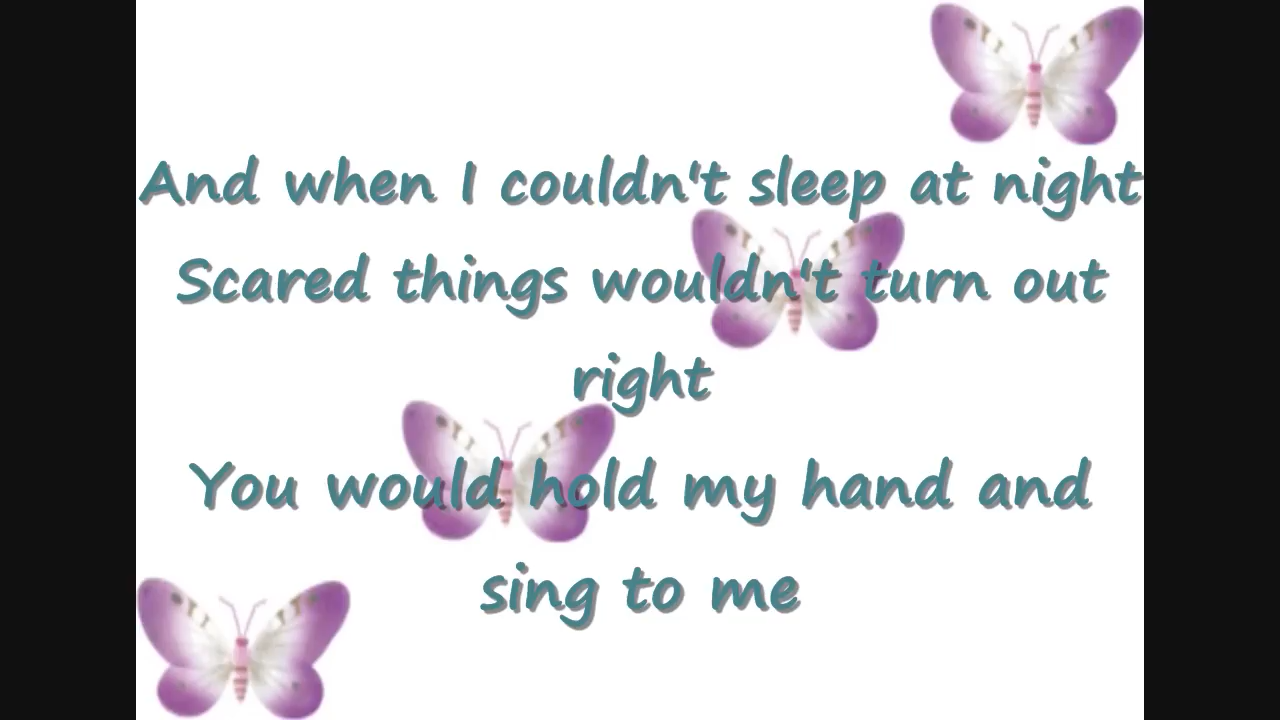 And when I couldn't sleep at night
Scared things wouldn't turn out
right
You would hold my hand and
sing to me